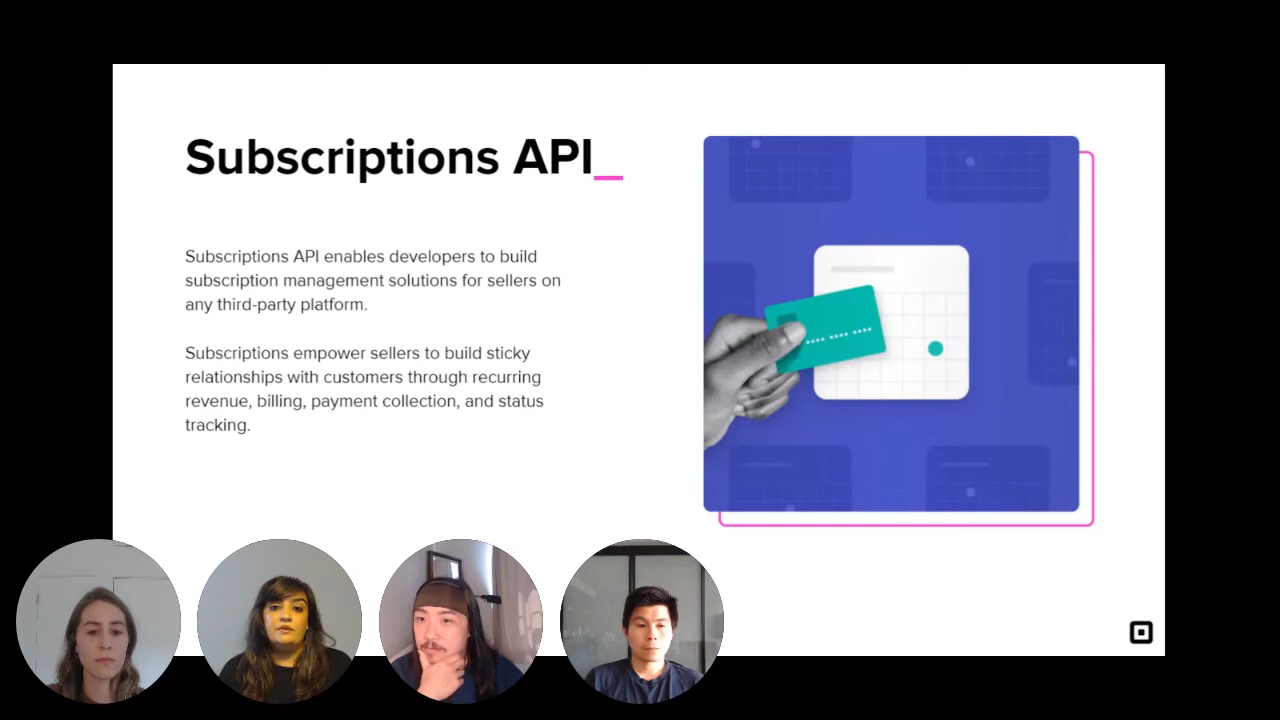 Subscriptions API_
Subscriptions API enables developers to build
subscription management solutions for sellers on
any third-party platform.
Subscriptions empower sellers to build sticky
relationships with customers through recurring
revenue, billing, payment collection, and status
tracking.